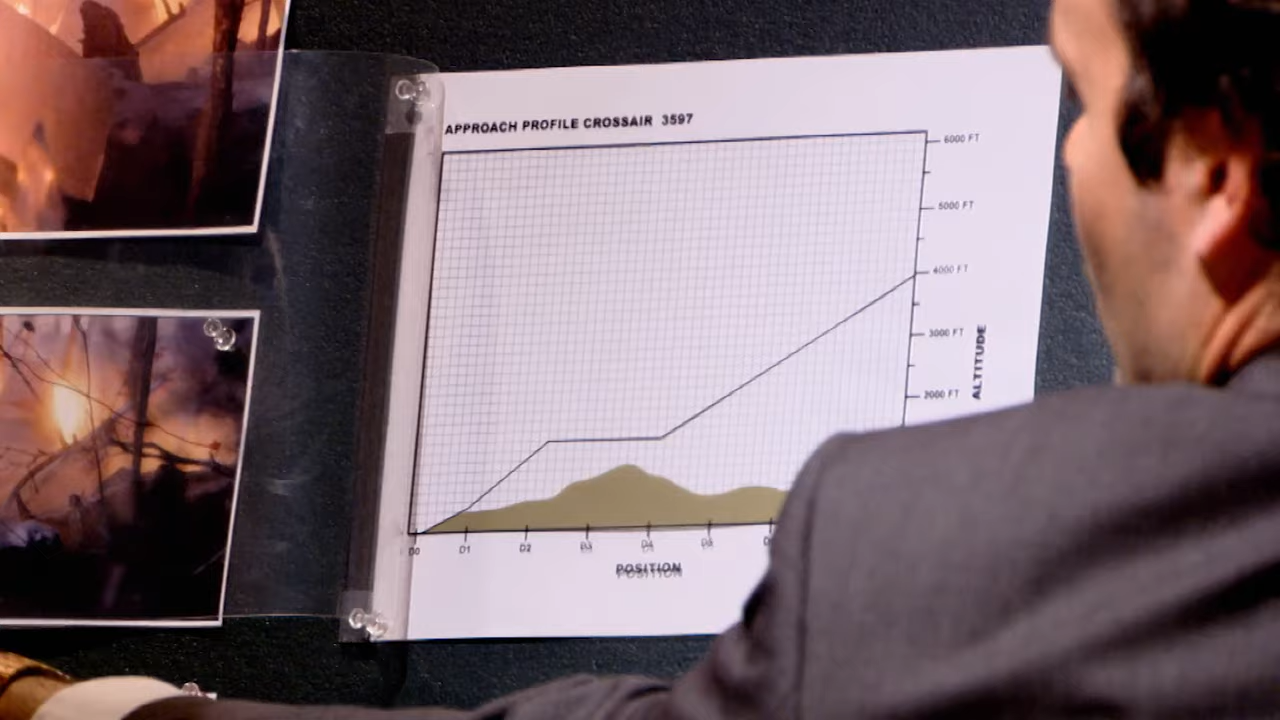 APPROACH PROFILE CROSSAIR 3597
6000 FT
5000 FT
4000 FT
3000 FT
2000 FT
ALTITUDE
D0 D1 D2 D3 D4 D5
POSITION